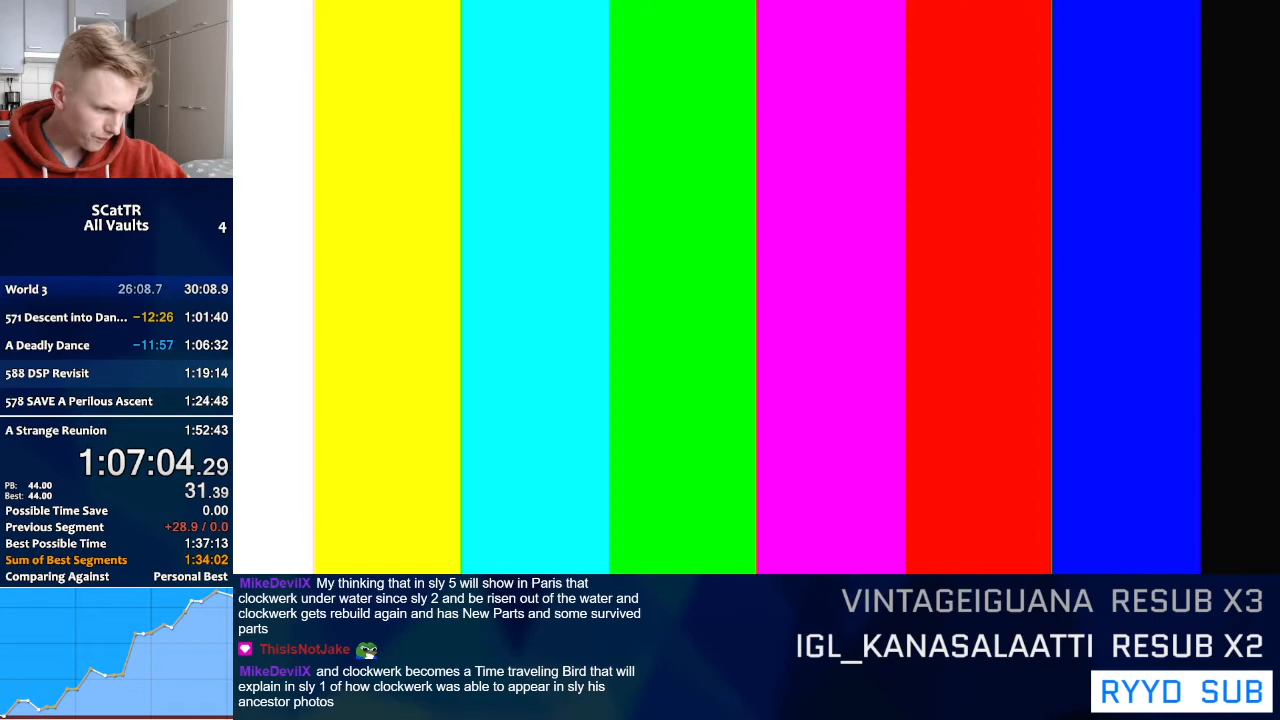 SCatTR
All Vaults 4
World 3 26:08.7 30:08.9
571 Descent into Dan... −12:26 1:01:40
A Deadly Dance −11:57 1:06:32
588 DSP Revisit 1:19:14
578 SAVE A Perilous Ascent 1:24:48
A Strange Reunion 1:52:43
1:07:04.29
PB: 44.00 31.39
Best: 44.00
Possible Time Save 0.00
Previous Segment +28.9 / 0.0
Best Possible Time 1:37:13
Sum of Best Segments 1:34:02
Comparing Against Personal Best
MikeDevilX My thinking that in sly 5 will show in Paris that
clockwerk under water since sly 2 and be risen out of the water and
clockwerk gets rebuild again and has New Parts and some survived
parts
ThisIsNotJake
MikeDevilX and clockwerk becomes a Time traveling Bird that will
explain in sly 1 of how clockwerk was able to appear in sly his
ancestor photos
VINTAGEIGUANA RESUB X3
IGL_KANASALAATTI RESUB X2
RYYD SUB